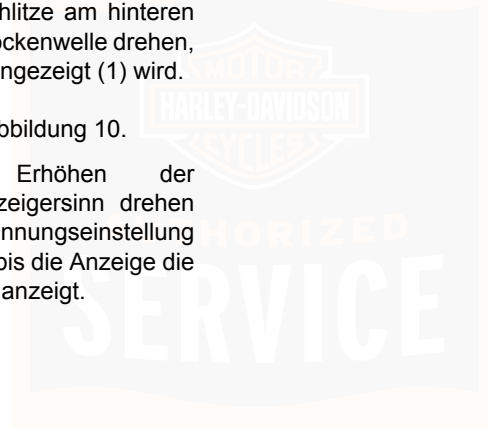 hlitze am hinteren
ockenwelle drehen,
ngezeigt (1) wird.
bbildung 10.
Erhöhen der
zeigersinn drehen
nnungseinstellung
bis die Anzeige die
anzeigt.
MOTOR
HARLEY-DAVIDSON
CYCLES
AUTHORIZED
SERVICE